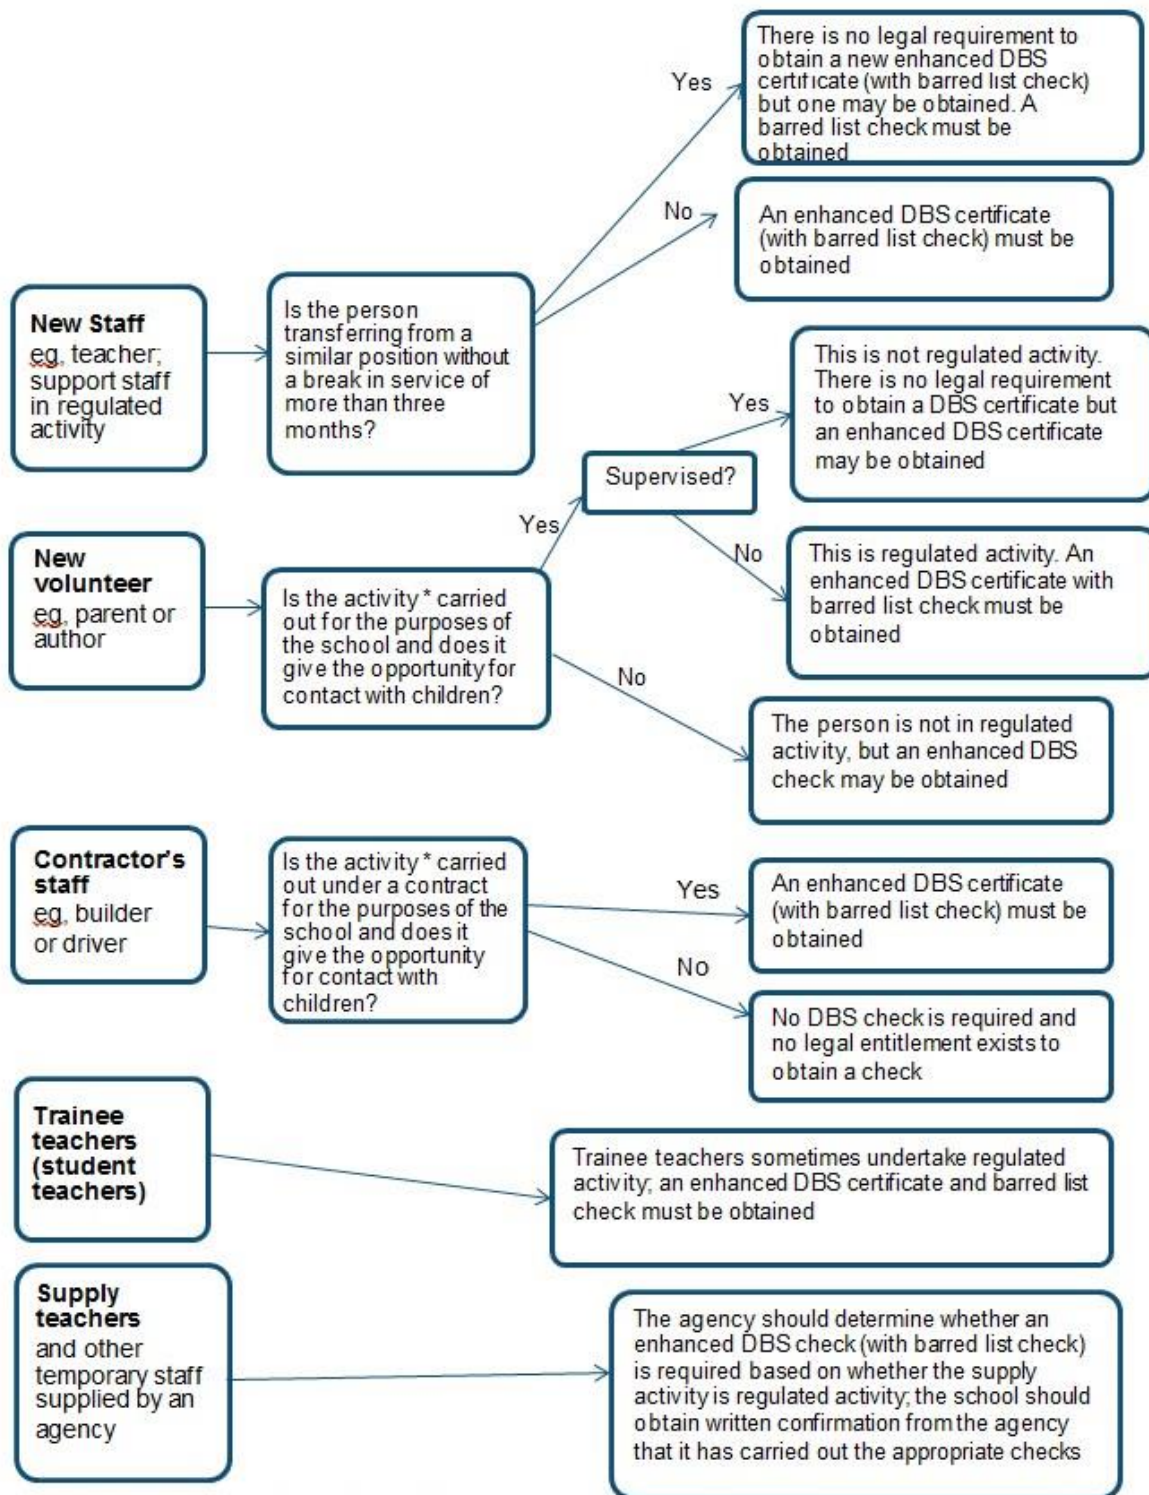 There is no legal requirement to
obtain a new enhanced DBS
certificate (with barred list check)
but one may be obtained. A
barred list check must be
obtained
Yes
No
An enhanced DBS certificate
(with barred list check) must be
obtained
New Staff
eg, teacher;
support staff
in regulated
activity
Is the person
transferring from a
similar position without
a break in service of
more than three
months?
This is not regulated activity.
There is no legal requirement
to obtain a DBS certificate but
an enhanced DBS certificate
may be obtained
Yes
Supervised?
Yes
No
This is regulated activity. An
enhanced DBS certificate with
barred list check must be
obtained
New
volunteer
eg, parent or
author
Is the activity * carried
out for the purposes of
the school and does it
give the opportunity for
contact with children?
No
The person is not in regulated
activity, but an enhanced DBS
check may be obtained
Contractor's
staff
eg, builder
or driver
Is the activity * carried
out under a contract
for the purposes of the
school and does it
give the opportunity
for contact with
children?
Yes
An enhanced DBS certificate
(with barred list check) must be
obtained
No
No DBS check is required and
no legal entitlement exists to
obtain a check
Trainee
teachers
(student
teachers)
Trainee teachers sometimes undertake regulated
activity; an enhanced DBS certificate and barred list
check must be obtained
Supply
teachers
and other
temporary staff
supplied by an
agency
The agency should determine whether an
enhanced DBS check (with barred list check)
is required based on whether the supply
activity is regulated activity; the school should
obtain written confirmation from the agency
that it has carried out the appropriate checks